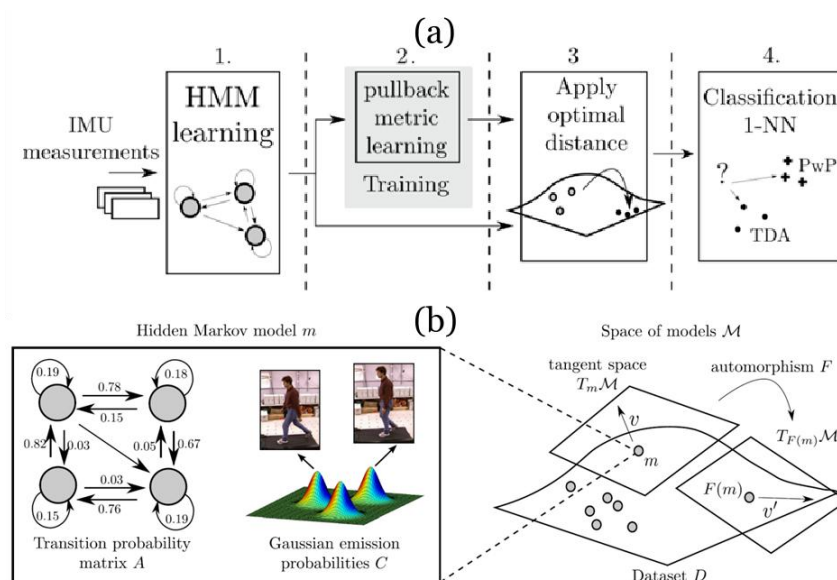 (a)
1.
HMM
learning
IMU
measurements
2.
pullback
metric
learning
Training
3
Apply
optimal
distance
4.
Classification
1-NN
?
PwP
TDA
(b)
Hidden Markov model m
0.19
0.78
0.18
0.15
0.82
0.03
0.05
0.67
0.03
0.15
0.76
0.19
Transition probability
matrix A
Gaussian emission
probabilities C
Space of models ℳ
tangent space
Tₘℳ
automorphism F
v
m
T_{F(m)}ℳ
F(m)
v′
Dataset D